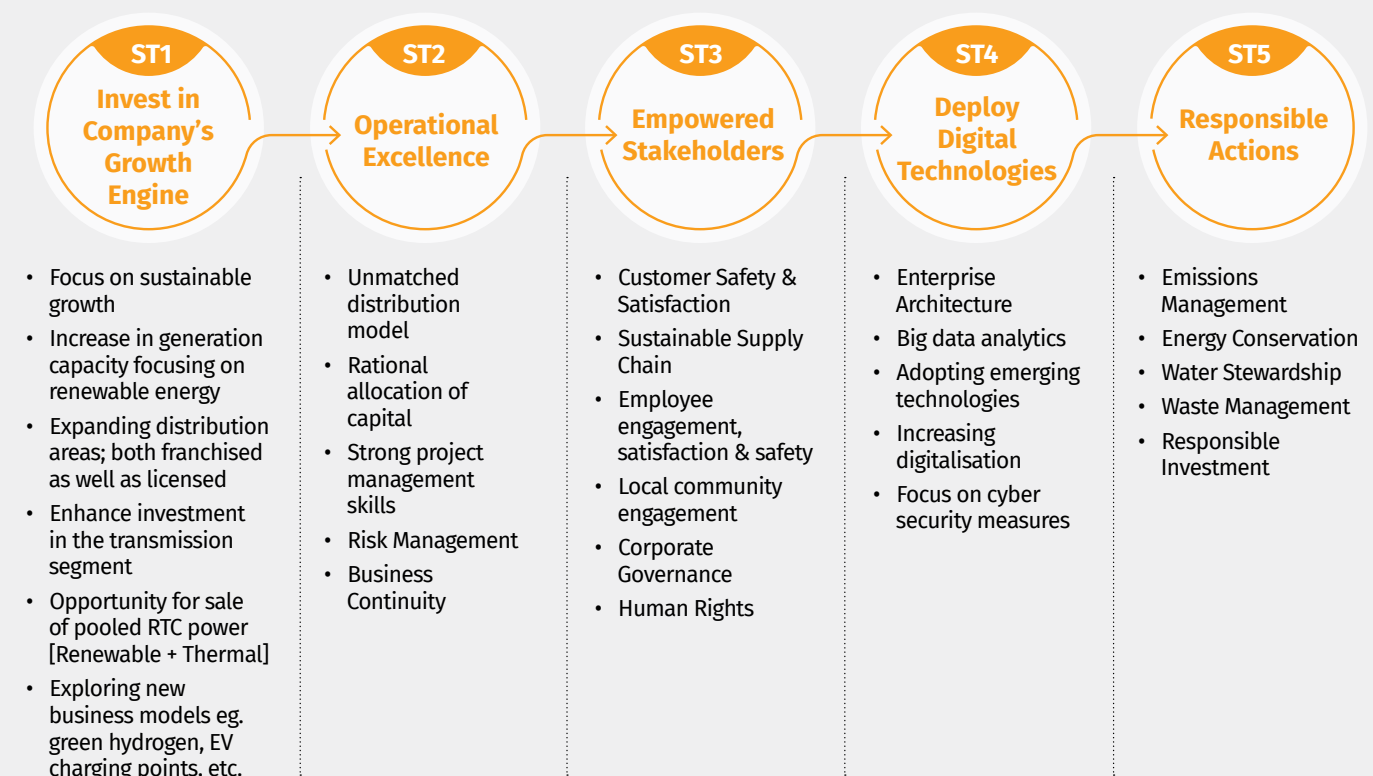 ST1
Invest in
Company's
Growth
Engine
• Focus on sustainable
growth
• Increase in generation
capacity focusing on
renewable energy
• Expanding distribution
areas; both franchised
as well as licensed
• Enhance investment
in the transmission
segment
• Opportunity for sale
of pooled RTC power
[Renewable + Thermal]
• Exploring new
business models eg.
green hydrogen, EV
charging points, etc.
ST2
Operational
Excellence
• Unmatched
distribution
model
• Rational
allocation of
capital
• Strong project
management
skills
• Risk Management
• Business
Continuity
ST3
Empowered
Stakeholders
• Customer Safety &
Satisfaction
• Sustainable Supply
Chain
• Employee
engagement,
satisfaction & safety
• Local community
engagement
• Corporate
Governance
• Human Rights
ST4
Deploy
Digital
Technologies
• Enterprise
Architecture
• Big data analytics
• Adopting emerging
technologies
• Increasing
digitalisation
• Focus on cyber
security measures
ST5
Responsible
Actions
• Emissions
Management
• Energy Conservation
• Water Stewardship
• Waste Management
• Responsible
Investment